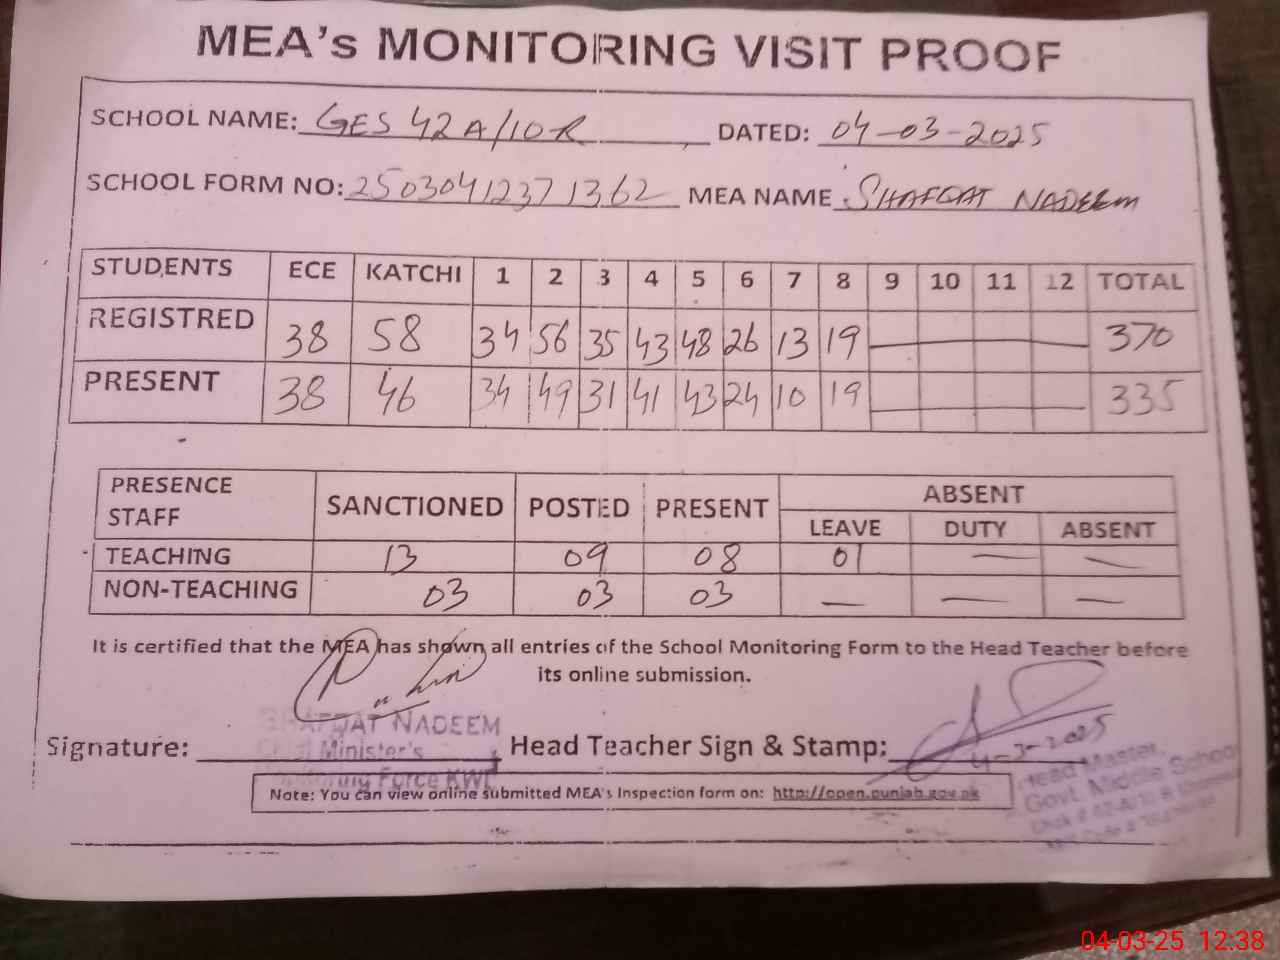 MEA's MONITORING VISIT PROOF
SCHOOL NAME: GES 42A/10R DATED: 04-03-2025
SCHOOL FORM NO: 25030412371362 MEA NAME SHAFQAT NADEEM
STUDENTS ECE KATCHI 1 2 3 4 5 6 7 8 9 10 11 12 TOTAL
REGISTRED 38 58 34 56 35 43 48 26 13 19 370
PRESENT 38 46 34 49 31 41 43 24 10 19 335
PRESENCE STAFF SANCTIONED POSTED PRESENT ABSENT
LEAVE DUTY ABSENT
TEACHING 13 09 08 01 — —
NON-TEACHING 03 03 03 — — —
It is certified that the MEA has shown all entries of the School Monitoring Form to the Head Teacher before
its online submission.
SHAFQAT NADEEM
Chief Minister's
Monitoring Force KWL
Signature: Head Teacher Sign & Stamp:
4-3-2025
Head Master,
Govt. Middle School
Note: You can view online submitted MEA's Inspection form on: http://open.punjab.gov.pk
04-03-25 12:38